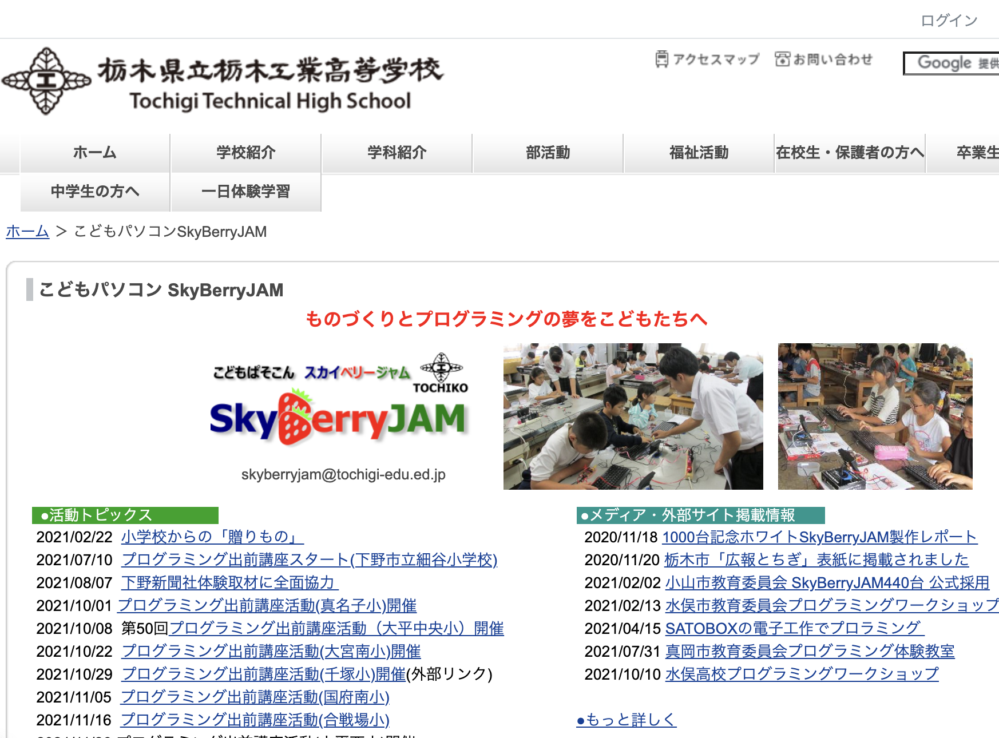 ログイン
栃木県立栃木工業高等学校
Tochigi Technical High School
アクセスマップ
お問い合わせ
Google 提供
ホーム
学校紹介
学科紹介
部活動
福祉活動
在校生・保護者の方へ
卒業生
中学生の方へ
一日体験学習
ホーム ＞ こどもパソコンSkyBerryJAM
こどもパソコン SkyBerryJAM
ものづくりとプログラミングの夢をこどもたちへ
こどもぱそこん スカイベリージャム
TOCHIKO
SkyBerryJAM
skyberryjam@tochigi-edu.ed.jp
●活動トピックス
2021/02/22 小学校からの「贈りもの」
2021/07/10 プログラミング出前講座スタート(下野市立細谷小学校)
2021/08/07 下野新聞社体験取材に全面協力
2021/10/01 プログラミング出前講座活動(真名子小)開催
2021/10/08 第50回プログラミング出前講座活動（大平中央小）開催
2021/10/22 プログラミング出前講座活動(大宮南小)開催
2021/10/29 プログラミング出前講座活動(千塚小)開催(外部リンク)
2021/11/05 プログラミング出前講座活動(国府南小)
2021/11/16 プログラミング出前講座活動(合戦場小)
●メディア・外部サイト掲載情報
2020/11/18 1000台記念ホワイトSkyBerryJAM製作レポート
2020/11/20 栃木市「広報とちぎ」表紙に掲載されました
2021/02/02 小山市教育委員会 SkyBerryJAM440台 公式採用
2021/02/13 水俣市教育委員会プログラミングワークショップ
2021/04/15 SATOBOXの電子工作でプロラミング
2021/07/31 真岡市教育委員会プログラミング体験教室
2021/10/10 水俣高校プログラミングワークショップ
●もっと詳しく